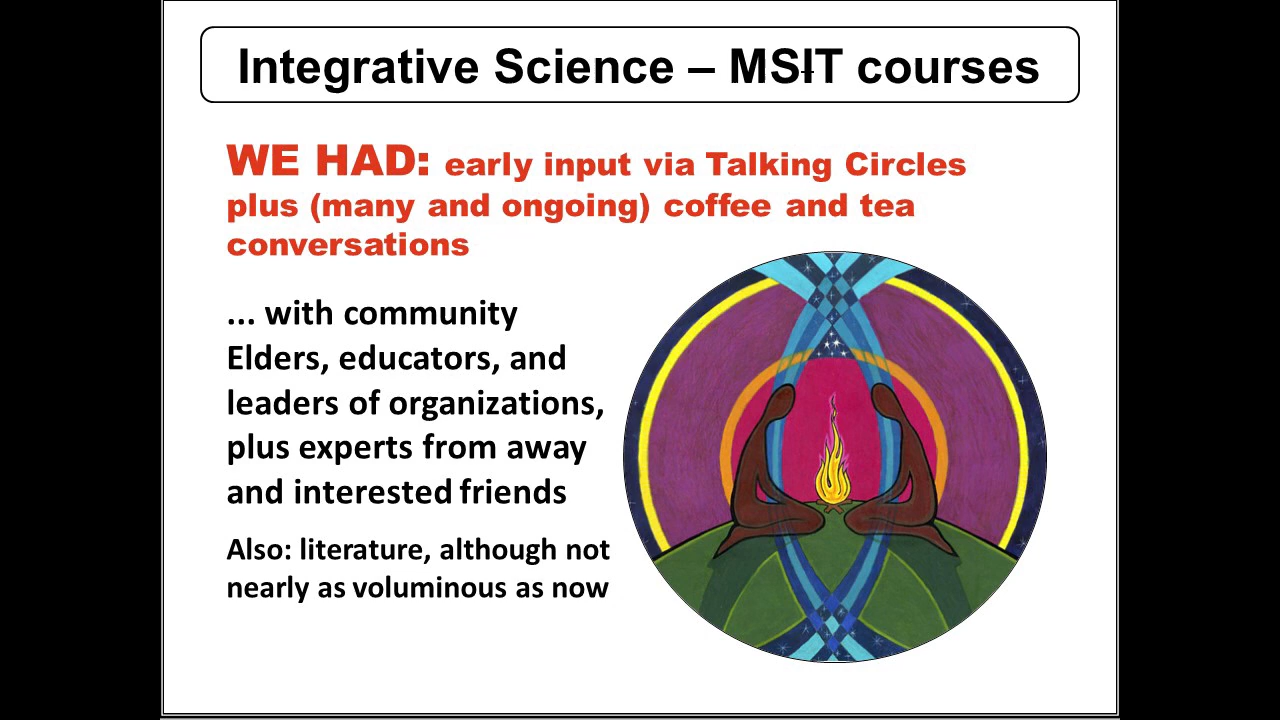 Integrative Science – MSɨT courses
WE HAD: early input via Talking Circles
plus (many and ongoing) coffee and tea
conversations
... with community
Elders, educators, and
leaders of organizations,
plus experts from away
and interested friends
Also: literature, although not
nearly as voluminous as now